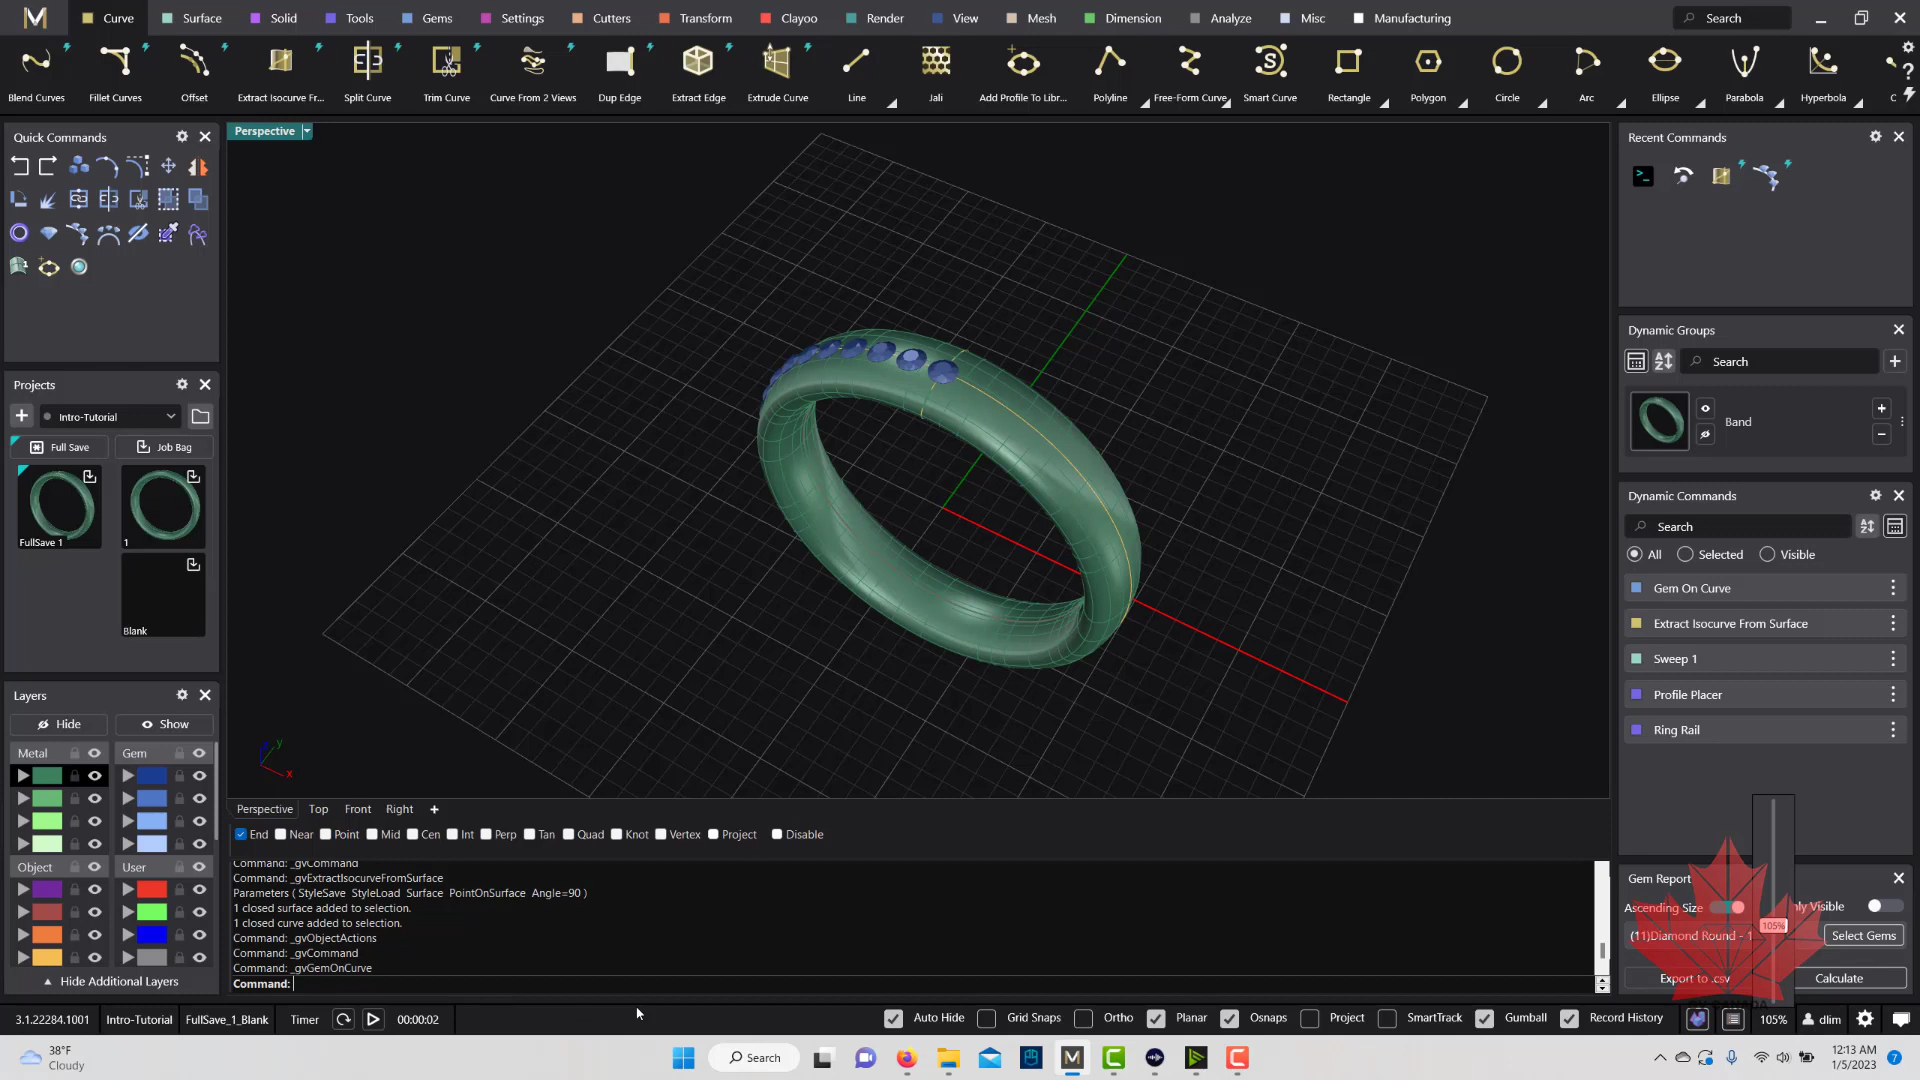 Curve Surface Solid Tools Gems Settings Cutters Transform Clayoo Render View Mesh Dimension Analyze Misc Manufacturing Search
Blend Curves Fillet Curves Offset Extract Isocurve Fr... Split Curve Trim Curve Curve From 2 Views Dup Edge Extract Edge Extrude Curve Line Jali Add Profile To Libr... Polyline Free-Form Curve Smart Curve Rectangle Polygon Circle Arc Ellipse Parabola Hyperbola C
Quick Commands
Projects
Intro-Tutorial
Full Save Job Bag
FullSave 1
1
Blank
Layers
Hide Show
Metal Gem
Object User
Hide Additional Layers
Perspective
z y x
Perspective Top Front Right
End Near Point Mid Cen Int Perp Tan Quad Knot Vertex Project Disable
Command: _gvCommand
Command: _gvExtractIsocurveFromSurface
Parameters ( StyleSave StyleLoad Surface PointOnSurface Angle=90 )
1 closed surface added to selection.
1 closed curve added to selection.
Command: _gvObjectActions
Command: _gvCommand
Command: _gvGemOnCurve
Command:
Recent Commands
Dynamic Groups
Search
Band
Dynamic Commands
Search
All Selected Visible
Gem On Curve
Extract Isocurve From Surface
Sweep 1
Profile Placer
Ring Rail
Gem Report
Ascending Size nly Visible
105%
(11)Diamond Round - 1 Select Gems
Export to .csv Calculate
3.1.22284.1001 Intro-Tutorial FullSave_1_Blank Timer 00:00:02 Auto Hide Grid Snaps Ortho Planar Osnaps Project SmartTrack Gumball Record History 105% dlim
38°F
Cloudy
Search
12:13 AM
1/5/2023
7